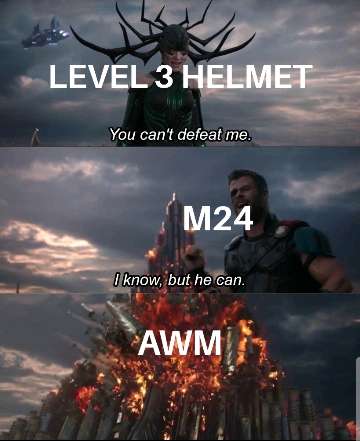 LEVEL 3 HELMET
You can't defeat me.
M24
I know, but he can.
AWM